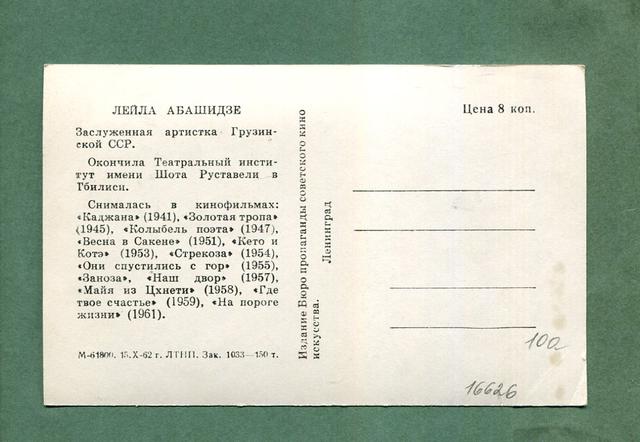 ЛЕЙЛА АБАШИДЗЕ
Заслуженная артистка Грузин-
ской ССР.
Окончила Театральный инсти-
тут имени Шота Руставели в
Тбилиси.
Снималась в кинофильмах:
«Каджана» (1941), «Золотая тропа»
(1945), «Колыбель поэта» (1947),
«Весна в Сакене» (1951), «Кето и
Котэ» (1953), «Стрекоза» (1954),
«Они спустились с гор» (1955),
«Заноза», «Наш двор» (1957),
«Майя из Цхнети» (1958), «Где
твое счастье» (1959), «На пороге
жизни» (1961).
М-61800. 15.X-62 г. ЛТНП. Зак. 1033—150 т.
Издание Бюро пропаганды советского кино
искусства.
Ленинград
Цена 8 коп.
10а
16626